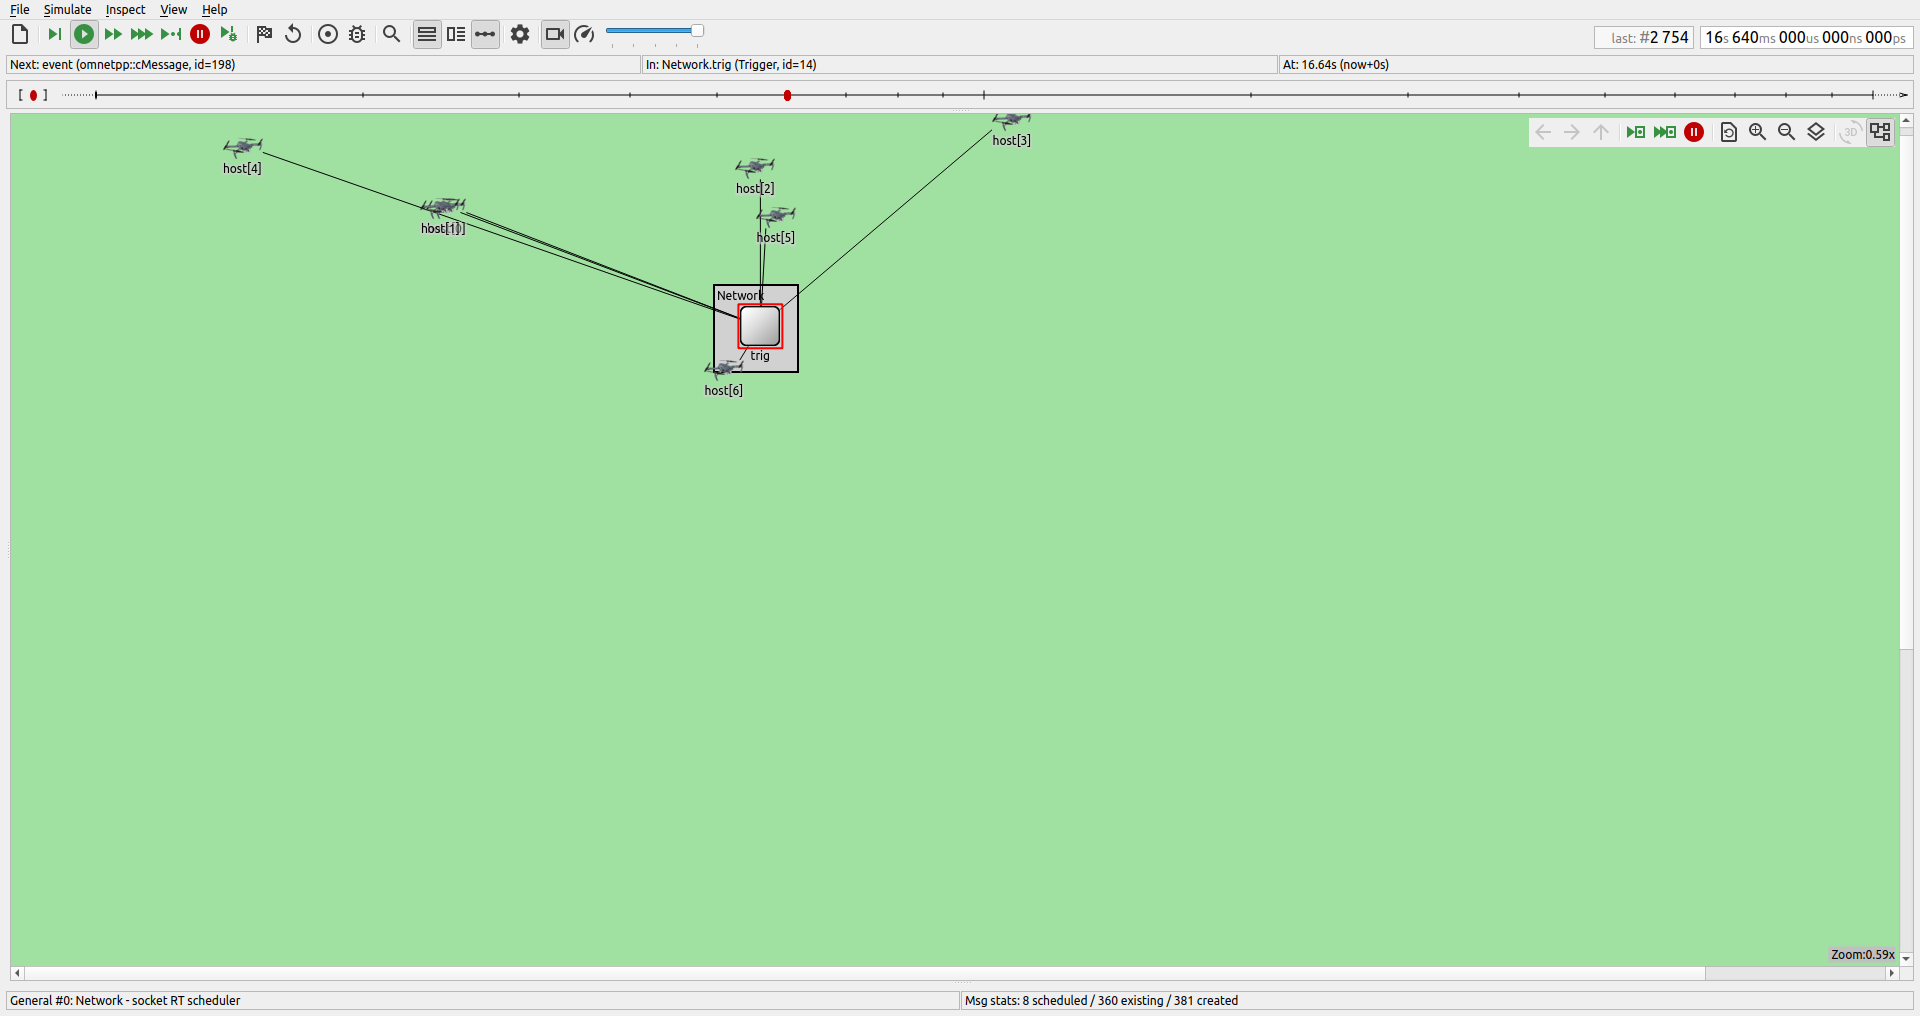 File Simulate Inspect View Help
last: #2 754 16s 640ms 000us 000ns 000ps
Next: event (omnetpp::cMessage, id=198) In: Network.trig (Trigger, id=14) At: 16.64s (now+0s)
host[3]
host[4]
host[2]
host[1]
host[5]
Network
trig
host[6]
3D
Zoom:0.59x
General #0: Network - socket RT scheduler Msg stats: 8 scheduled / 360 existing / 381 created